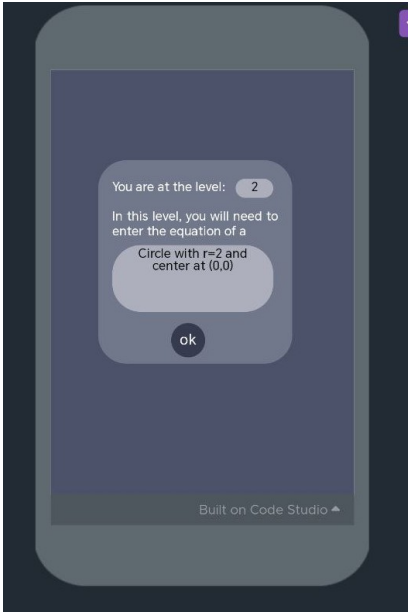 You are at the level: 2
In this level, you will need to
enter the equation of a
Circle with r=2 and
center at (0,0)
ok
Built on Code Studio